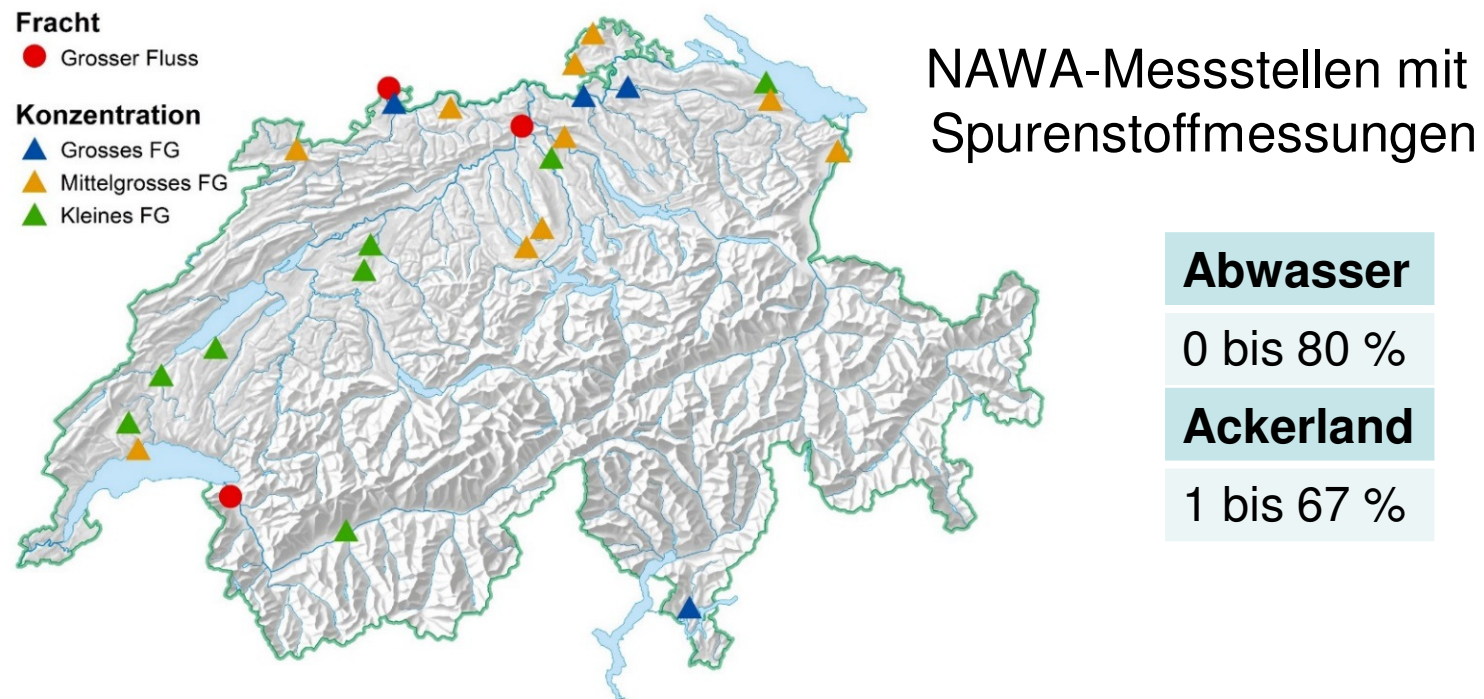 Fracht
Grosser Fluss
Konzentration
Grosses FG
Mittelgrosses FG
Kleines FG
NAWA-Messstellen mit
Spurenstoffmessungen
Abwasser
0 bis 80 %
Ackerland
1 bis 67 %